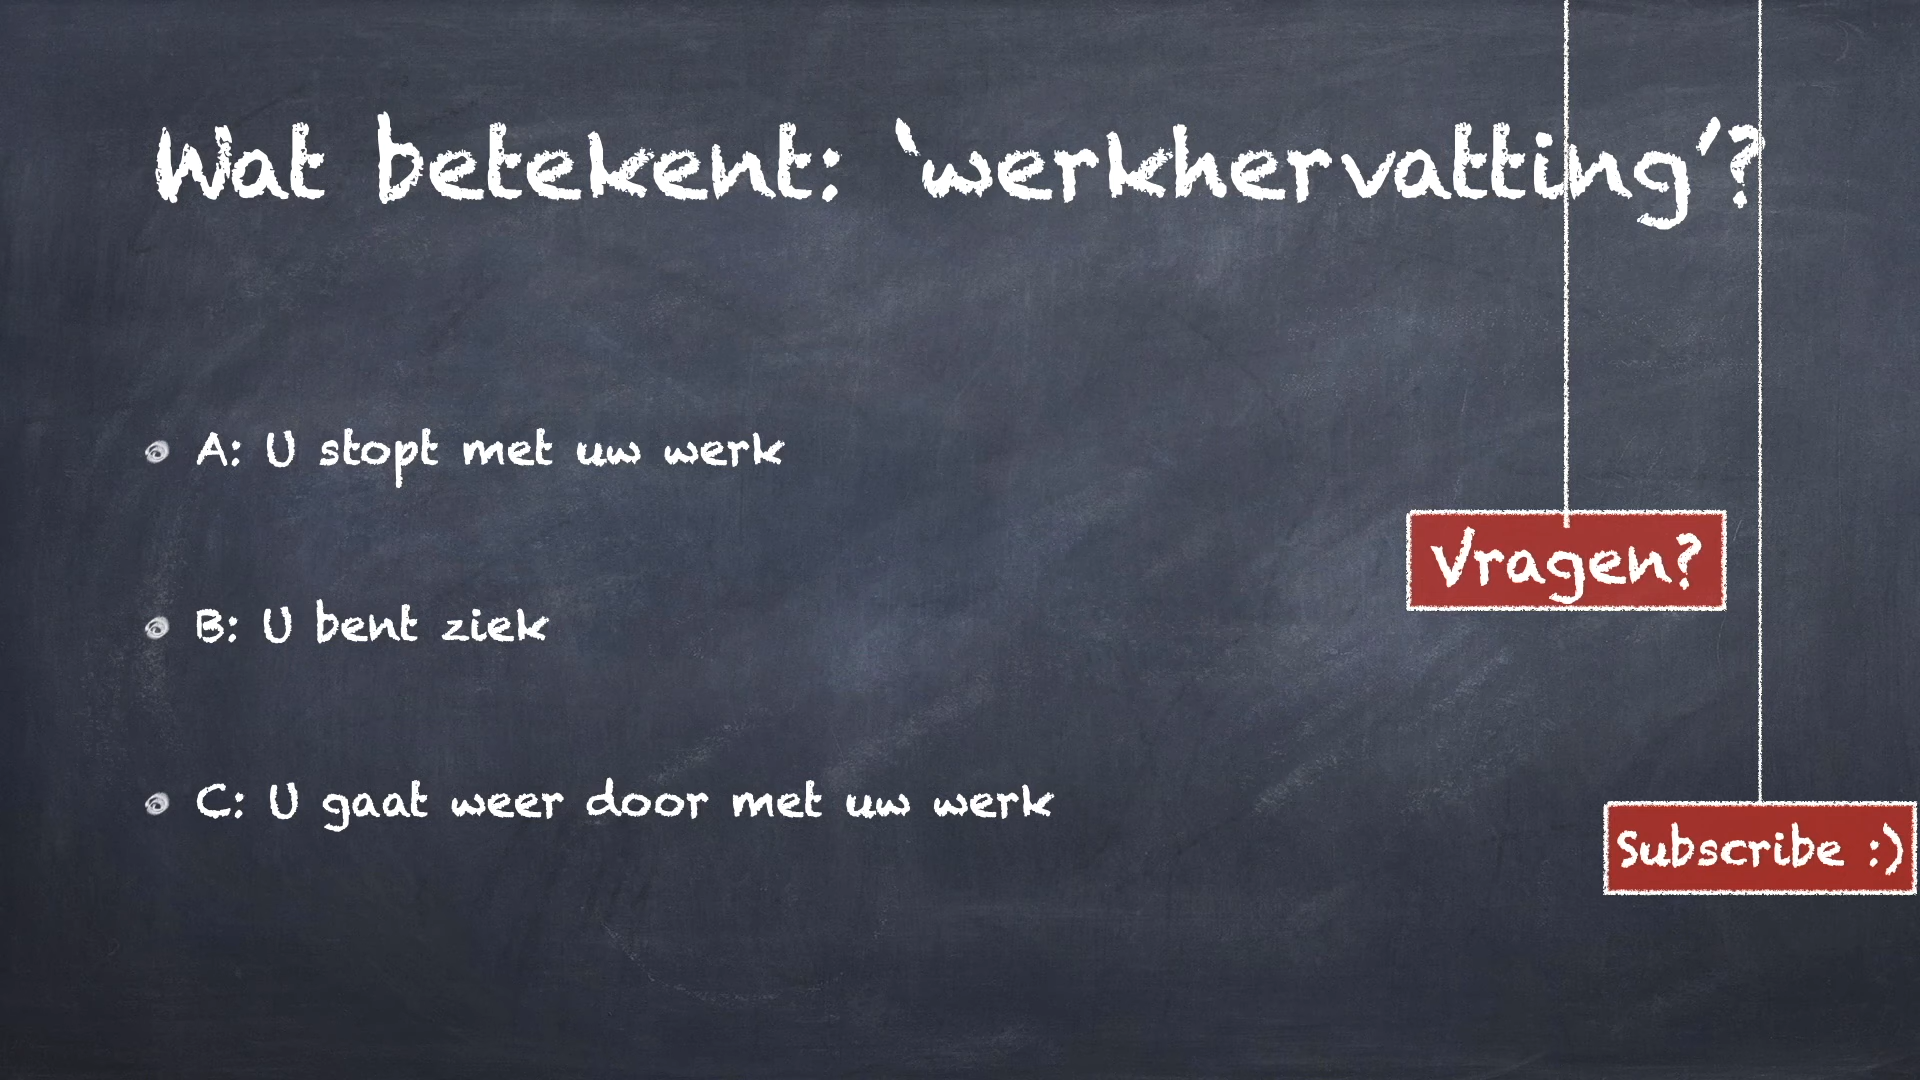 Wat betekent: ‘werkhervatting’?
A: U stopt met uw werk
B: U bent ziek
C: U gaat weer door met uw werk
Vragen?
Subscribe :)